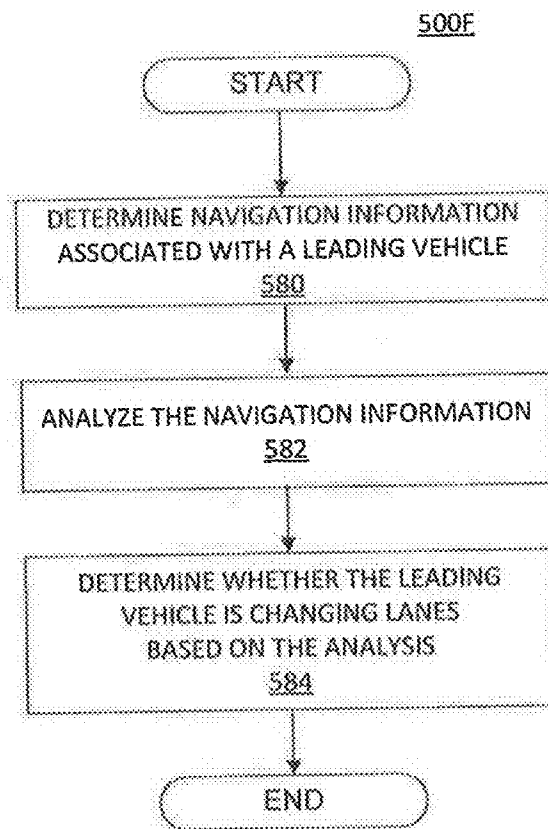 500F
START
DETERMINE NAVIGATION INFORMATION
ASSOCIATED WITH A LEADING VEHICLE
580
ANALYZE THE NAVIGATION INFORMATION
582
DETERMINE WHETHER THE LEADING
VEHICLE IS CHANGING LANES
BASED ON THE ANALYSIS
584
END